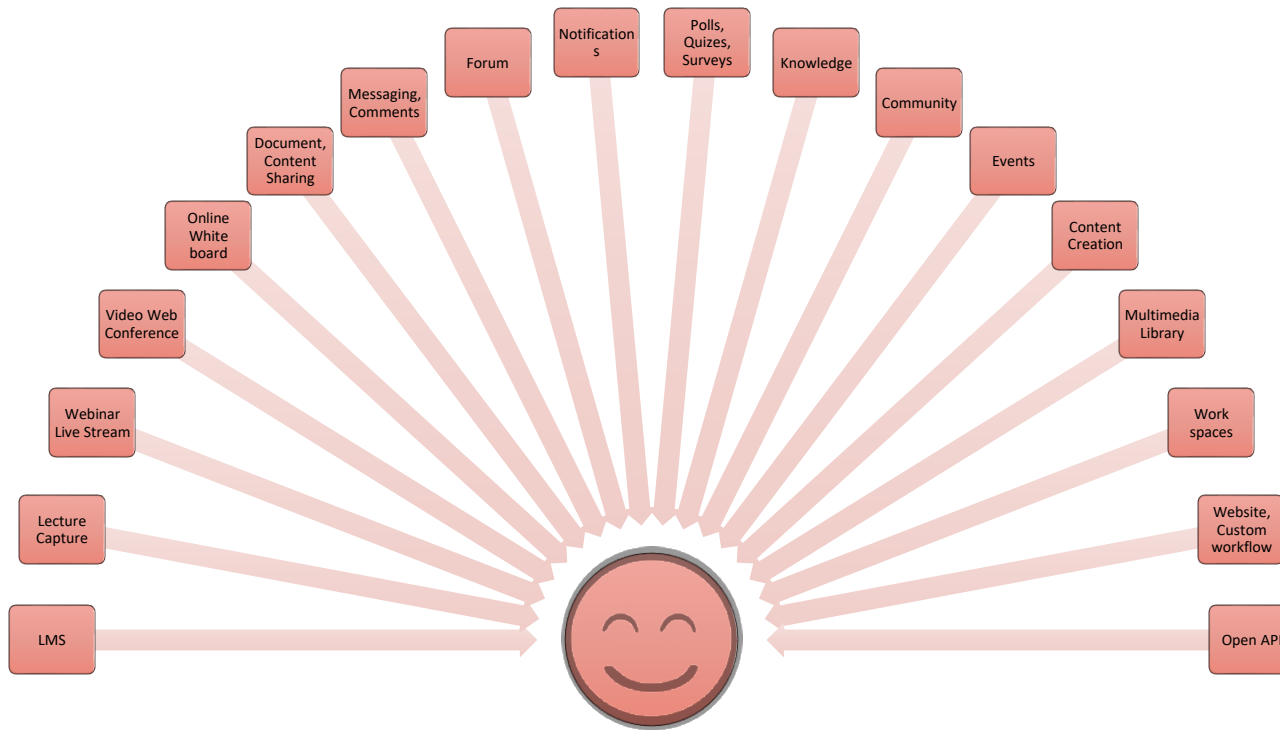 LMS
Lecture
Capture
Webinar
Live Stream
Video Web
Conference
Online
White
board
Document,
Content
Sharing
Messaging,
Comments
Forum
Notification
s
Polls,
Quizes,
Surveys
Knowledge
Community
Events
Content
Creation
Multimedia
Library
Work
spaces
Website,
Custom
workflow
Open API